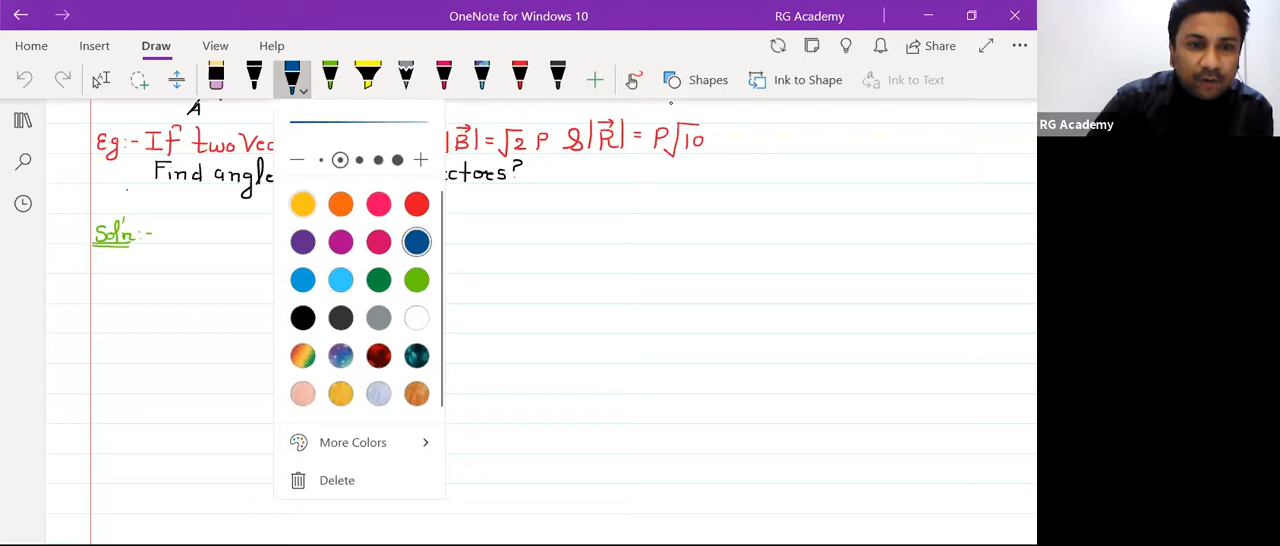 OneNote for Windows 10
RG Academy
Home Insert Draw View Help
Share
Shapes Ink to Shape Ink to Text
RG Academy
Eg:- If two Vec |B⃗|=√2 P & |R⃗| = P√10
Find angle ctors?
Sol'n:-
More Colors
Delete